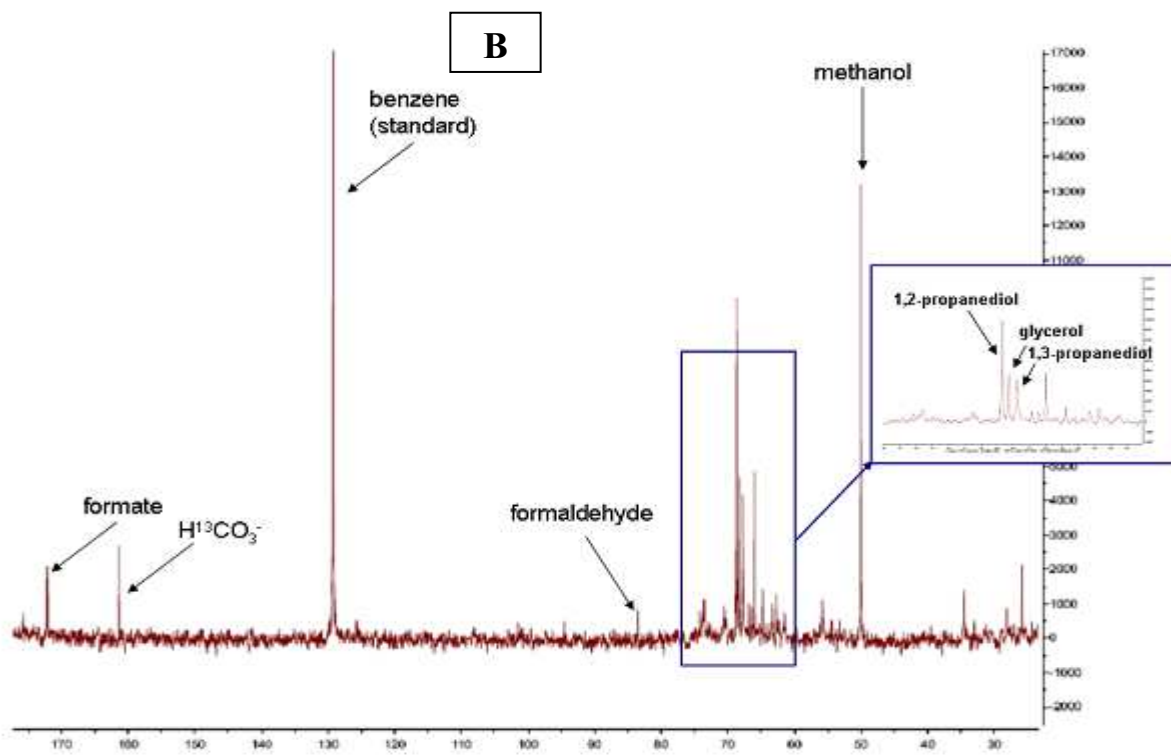 B
benzene
(standard)
methanol
1,2-propanediol
glycerol
1,3-propanediol
formate
H¹³CO₃⁻
formaldehyde
17000
16000
15000
14000
13000
12000
11000
5000
4000
3000
2000
1000
0
-1000
-2000
170 160 150 140 130 120 110 100 90 80 70 60 50 40 30